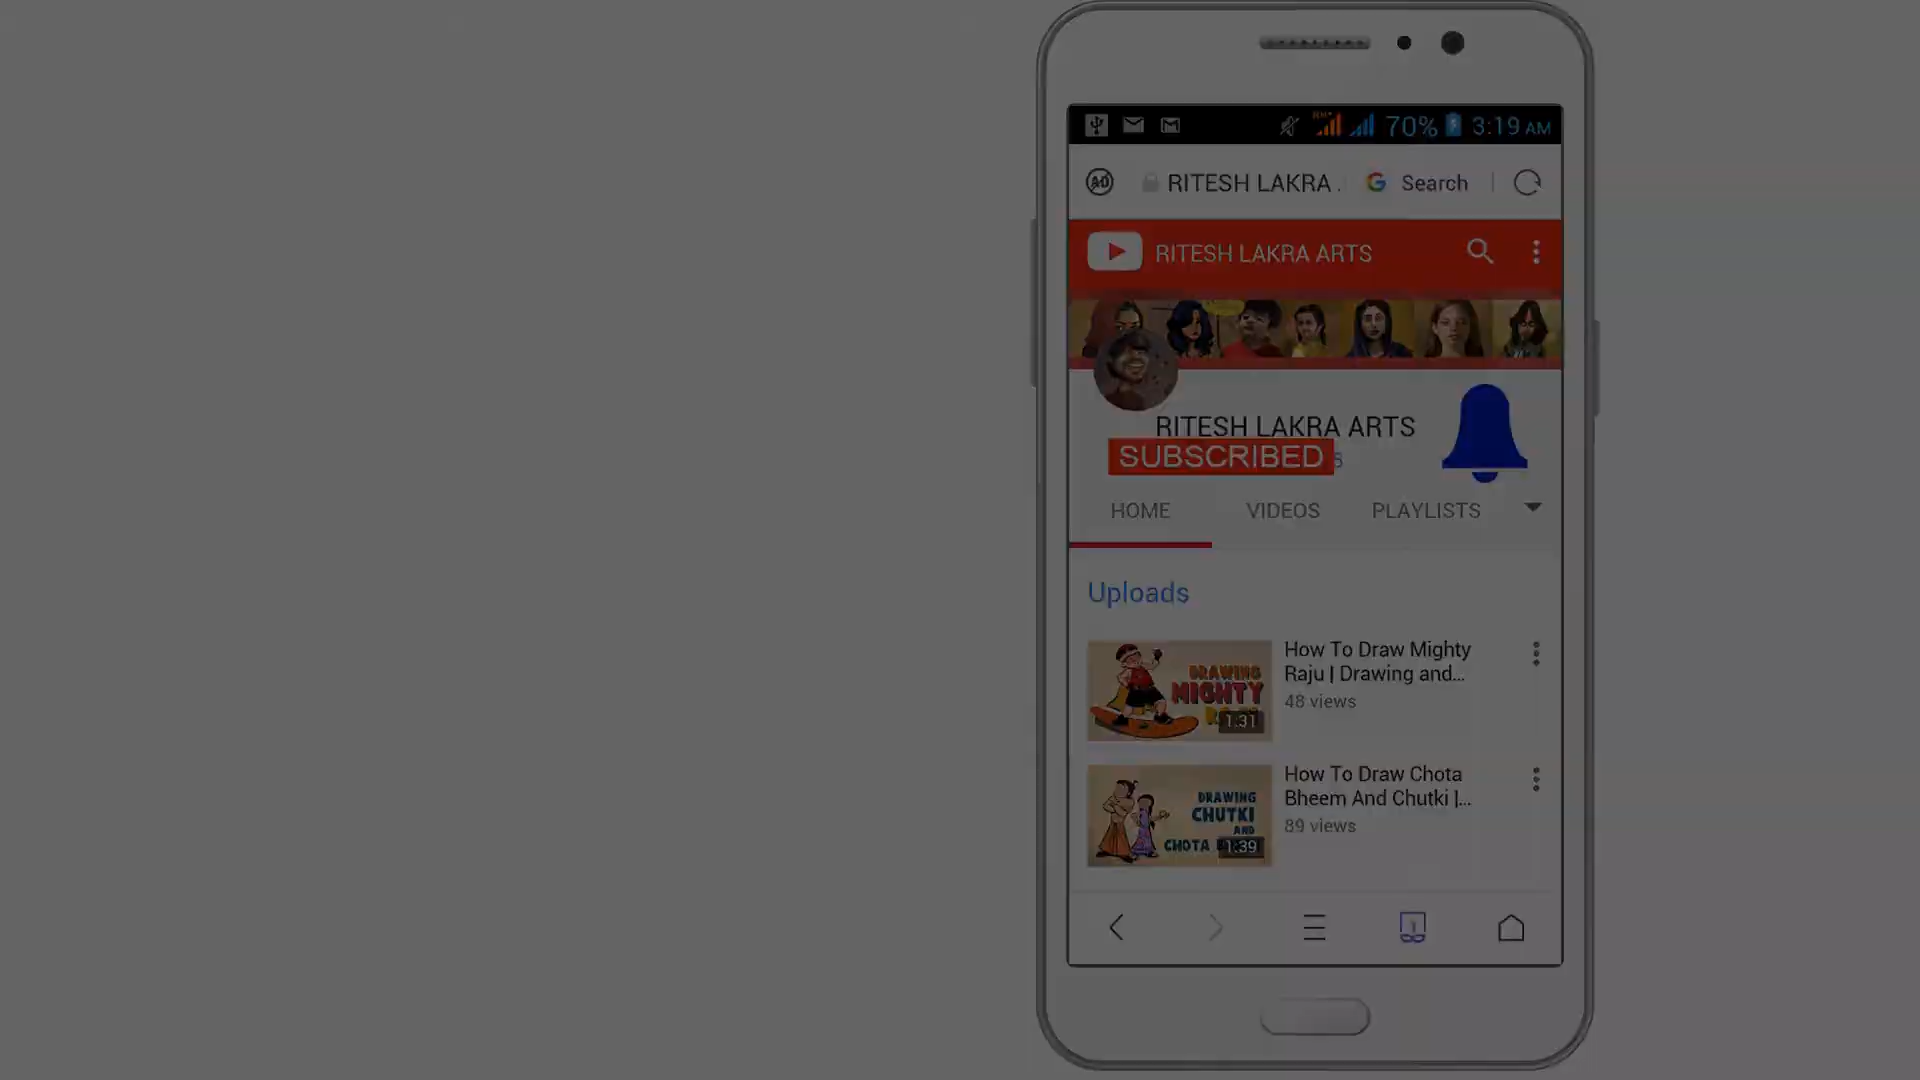 70% 3:19 AM
AD RITESH LAKRA . G Search
RITESH LAKRA ARTS
RITESH LAKRA ARTS
SUBSCRIBED
HOME VIDEOS PLAYLISTS
Uploads
DRAWING
MIGHTY
1:31
How To Draw Mighty
Raju | Drawing and...
48 views
DRAWING
CHUTKI
AND
CHOTA
1:39
How To Draw Chota
Bheem And Chutki |...
89 views